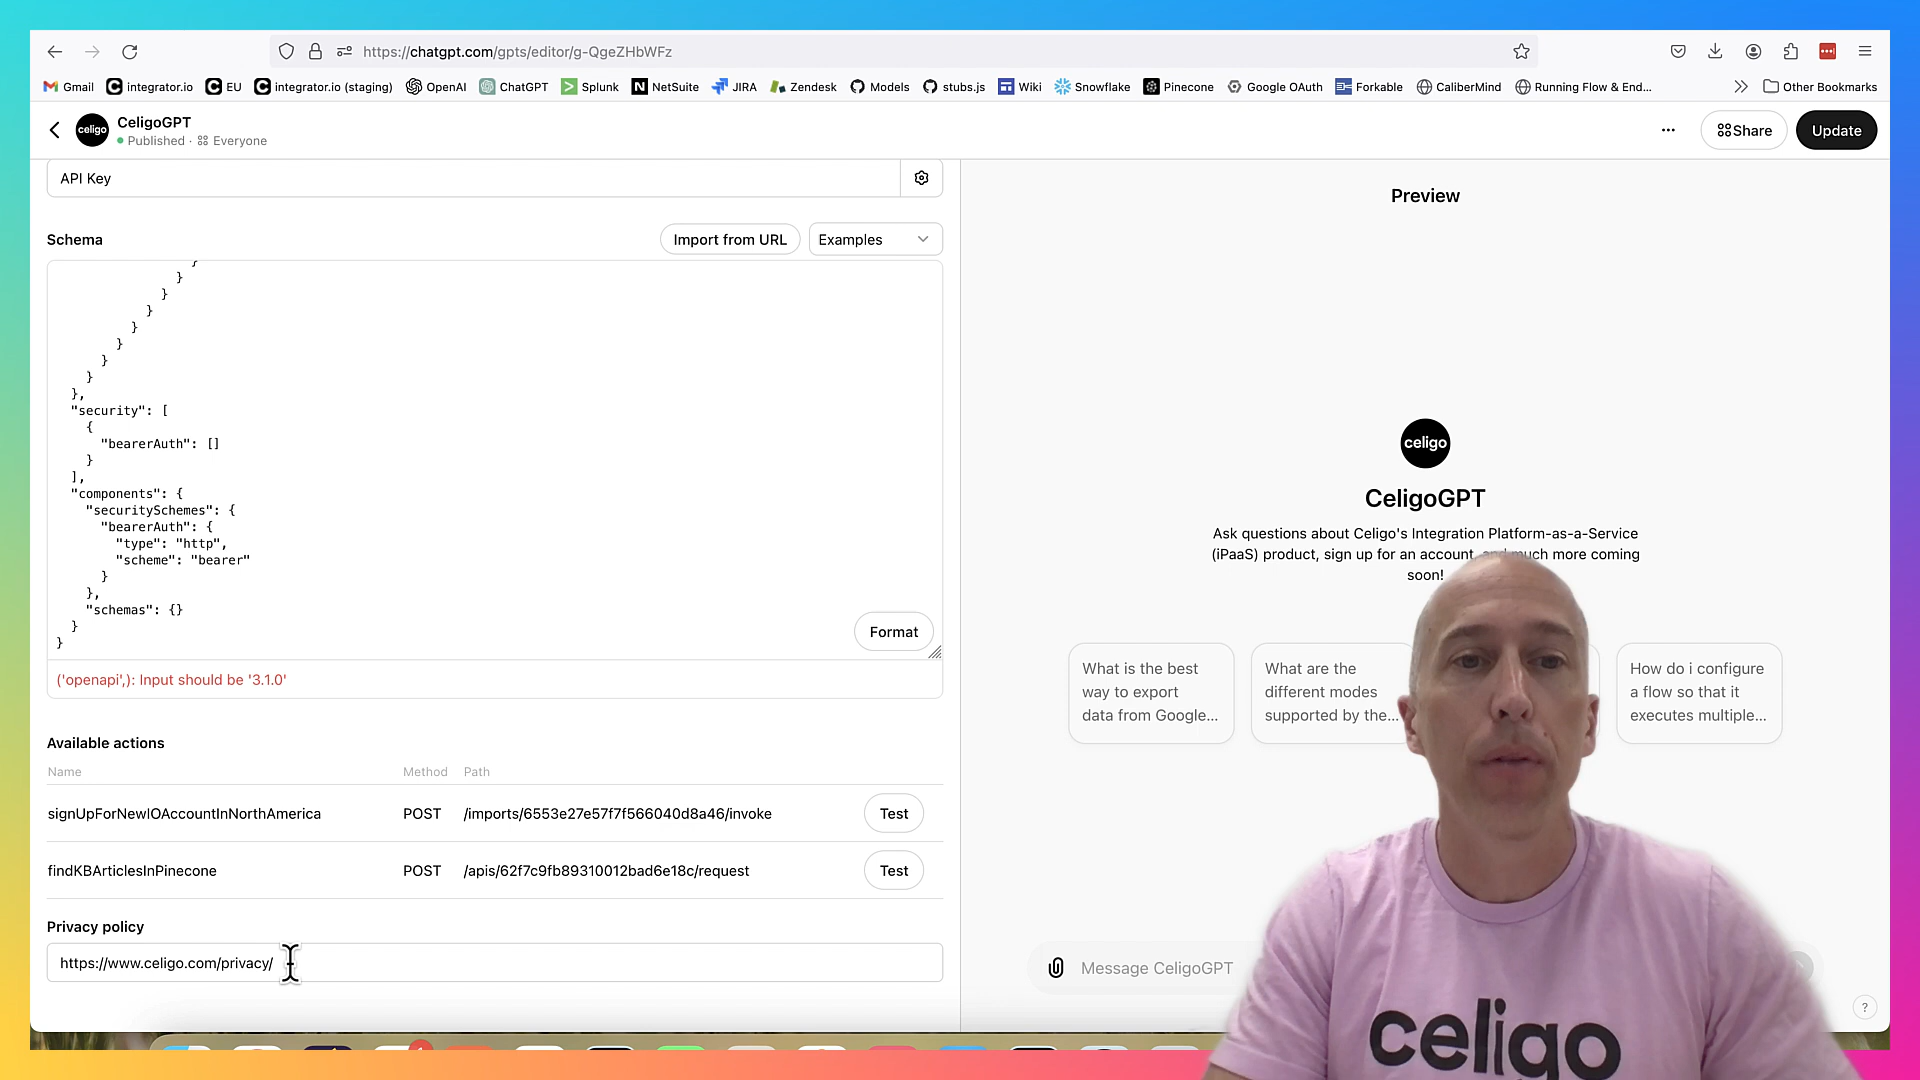 https://chatgpt.com/gpts/editor/g-QgeZHbWFz
Gmail
integrator.io
EU
integrator.io (staging)
OpenAI
ChatGPT
Splunk
NetSuite
JIRA
Zendesk
Models
stubs.js
Wiki
Snowflake
Pinecone
Google OAuth
Forkable
CaliberMind
Running Flow & End...
Other Bookmarks
celigo
CeligoGPT
Published · Everyone
Share
Update
API Key
Schema
Import from URL
Examples
}
}
}
}
}
}
}
}
},
"security": [
{
"bearerAuth": []
}
],
"components": {
"securitySchemes": {
"bearerAuth": {
"type": "http",
"scheme": "bearer"
}
},
"schemas": {}
}
}
Format
('openapi',): Input should be '3.1.0'
Available actions
Name Method Path
signUpForNewIOAccountInNorthAmerica POST /imports/6553e27e57f7f566040d8a46/invoke Test
findKBArticlesInPinecone POST /apis/62f7c9fb89310012bad6e18c/request Test
Privacy policy
https://www.celigo.com/privacy/
Preview
celigo
CeligoGPT
Ask questions about Celigo's Integration Platform-as-a-Service
(iPaaS) product, sign up for an account, and much more coming
soon!
What is the best
way to export
data from Google...
What are the
different modes
supported by the...
How do i configure
a flow so that it
executes multiple...
Message CeligoGPT
?
celigo